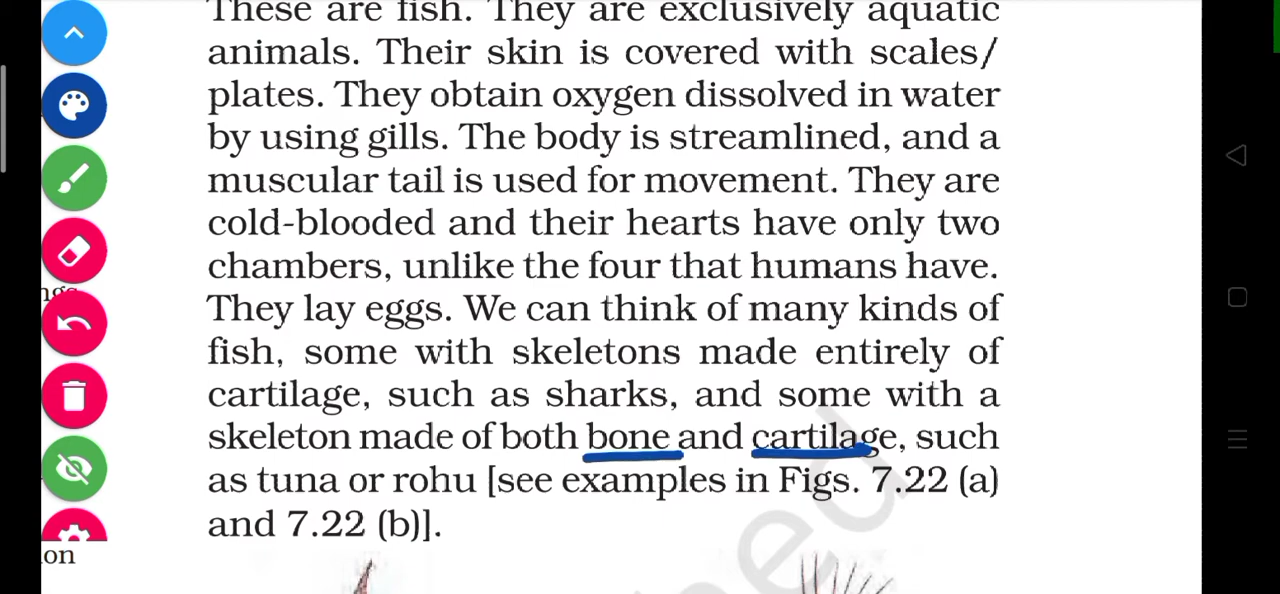 These are fish. They are exclusively aquatic
animals. Their skin is covered with scales/
plates. They obtain oxygen dissolved in water
by using gills. The body is streamlined, and a
muscular tail is used for movement. They are
cold-blooded and their hearts have only two
chambers, unlike the four that humans have.
They lay eggs. We can think of many kinds of
fish, some with skeletons made entirely of
cartilage, such as sharks, and some with a
skeleton made of both bone and cartilage, such
as tuna or rohu [see examples in Figs. 7.22 (a)
and 7.22 (b)].
on